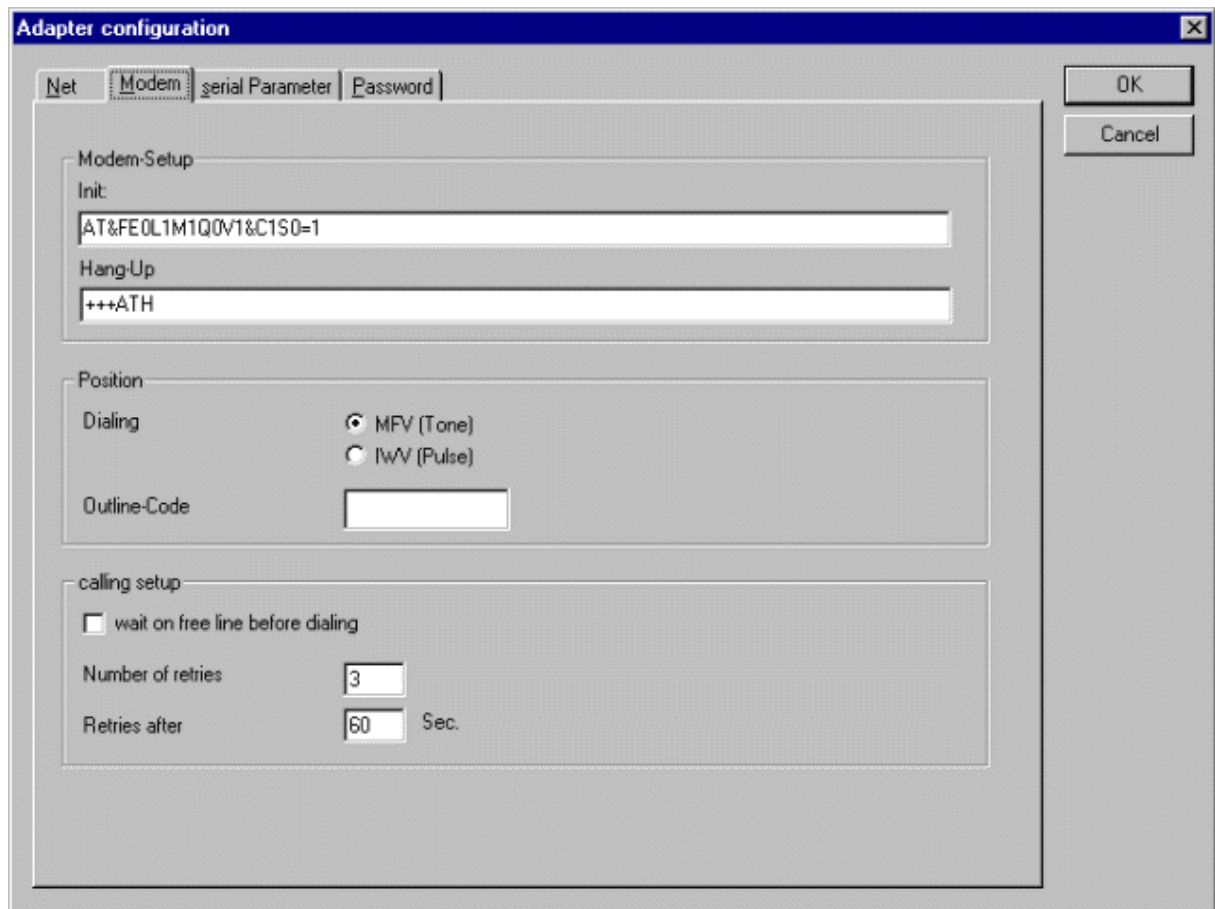 Adapter configuration
Net Modem serial Parameter Password
OK
Cancel
Modem-Setup
Init:
AT&FE0L1M1Q0V1&C1S0=1
Hang-Up
+++ATH
Position
Dialing
MFV (Tone)
IWV (Pulse)
Outline-Code
calling setup
wait on free line before dialing
Number of retries 3
Retries after 60 Sec.